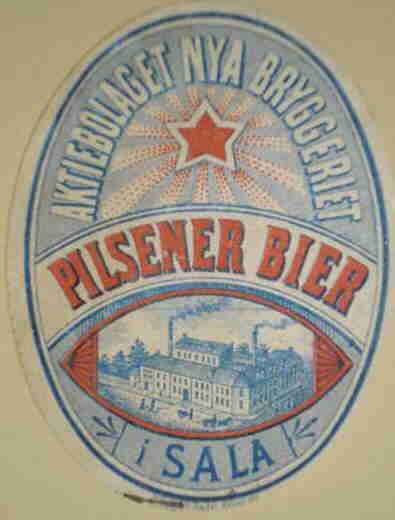 AKTIEBOLAGET NYA BRYGGERIET
PILSENER BIER
i SALA